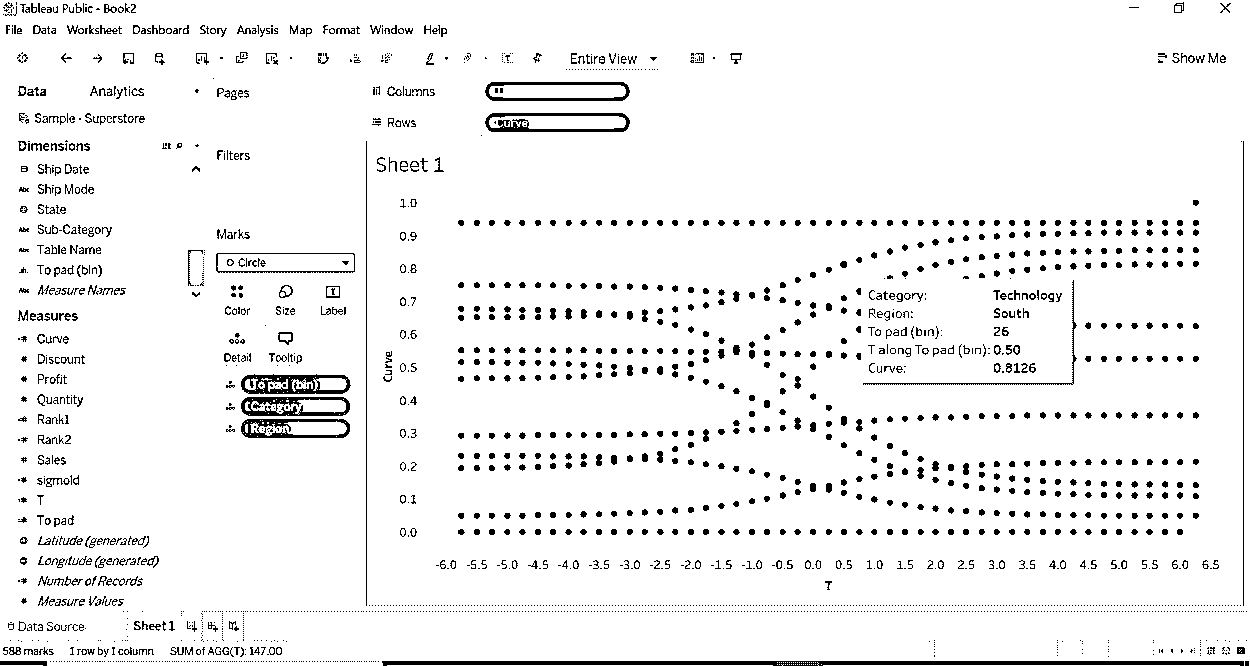 Tableau Public - Book2
File Data Worksheet Dashboard Story Analysis Map Format Window Help
Entire View Show Me
Data Analytics Pages Columns
Sample - Superstore Rows Curve
Dimensions Filters
Ship Date Sheet 1
Abc Ship Mode
State
Abc Sub-Category Marks
Abc Table Name
To pad (bin) Circle
Abc Measure Names
Color Size Label
Measures
Curve Detail Tooltip
Discount
Profit To pad (bin)
Quantity Category
Rank1 Region
Rank2
Sales
sigmoid
T
To pad
Latitude (generated)
Longitude (generated)
Number of Records
Measure Values
Curve
1.0
0.9
0.8
0.7
0.6
0.5
0.4
0.3
0.2
0.1
0.0
Category: Technology
Region: South
To pad (bin): 26
T along To pad (bin): 0.50
Curve: 0.8126
-6.0 -5.5 -5.0 -4.5 -4.0 -3.5 -3.0 -2.5 -2.0 -1.5 -1.0 -0.5 0.0 0.5 1.0 1.5 2.0 2.5 3.0 3.5 4.0 4.5 5.0 5.5 6.0 6.5
T
Data Source Sheet 1
588 marks 1 row by 1 column SUM of AGG(T): 147.00